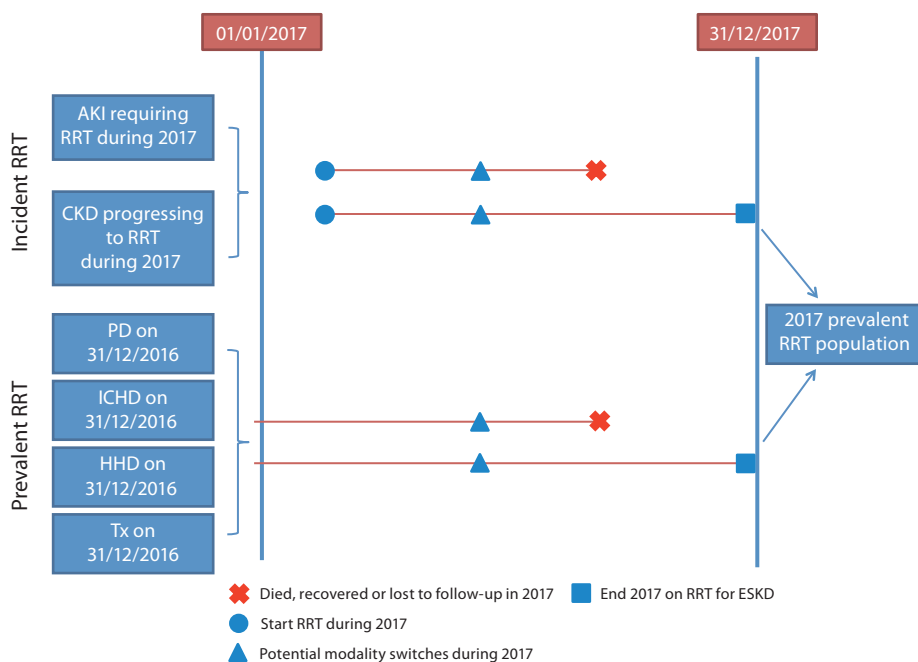 01/01/2017
31/12/2017
Incident RRT
AKI requiring
RRT during 2017
CKD progressing
to RRT
during 2017
Prevalent RRT
PD on
31/12/2016
ICHD on
31/12/2016
HHD on
31/12/2016
Tx on
31/12/2016
2017 prevalent
RRT population
Died, recovered or lost to follow-up in 2017
End 2017 on RRT for ESKD
Start RRT during 2017
Potential modality switches during 2017